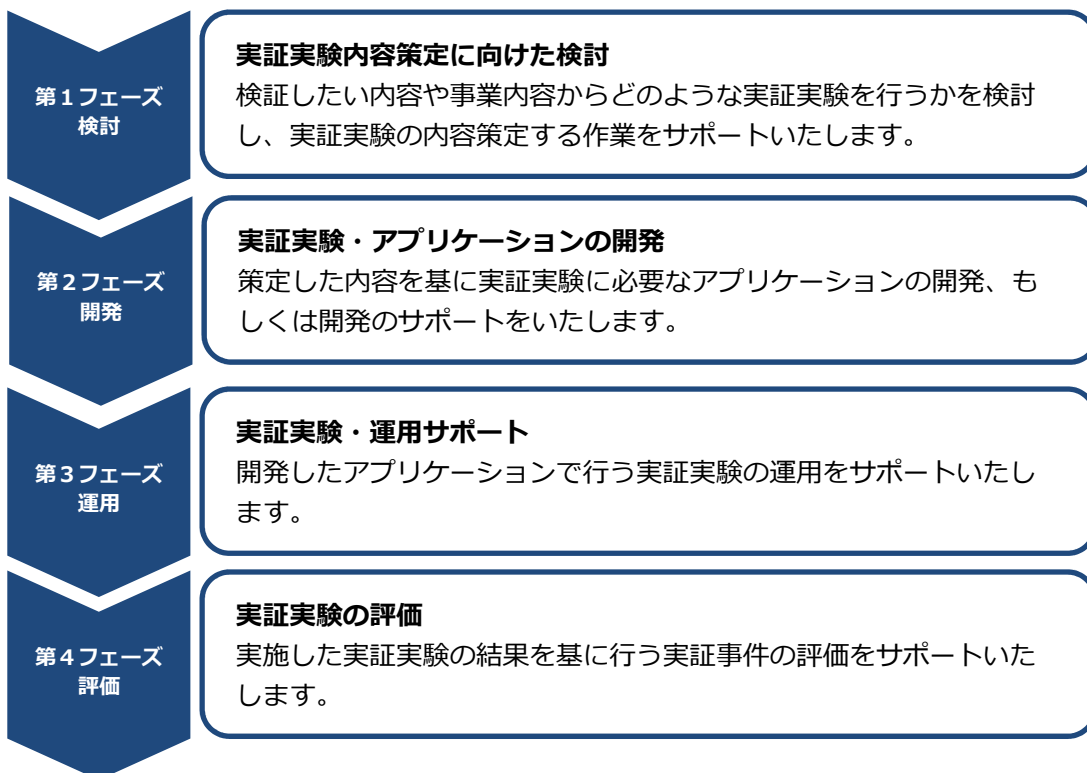 第１フェーズ
検討
実証実験内容策定に向けた検討
検証したい内容や事業内容からどのような実証実験を行うかを検討
し、実証実験の内容策定する作業をサポートいたします。
第２フェーズ
開発
実証実験・アプリケーションの開発
策定した内容を基に実証実験に必要なアプリケーションの開発、も
しくは開発のサポートをいたします。
第３フェーズ
運用
実証実験・運用サポート
開発したアプリケーションで行う実証実験の運用をサポートいたし
ます。
第４フェーズ
評価
実証実験の評価
実施した実証実験の結果を基に行う実証事件の評価をサポートいた
します。